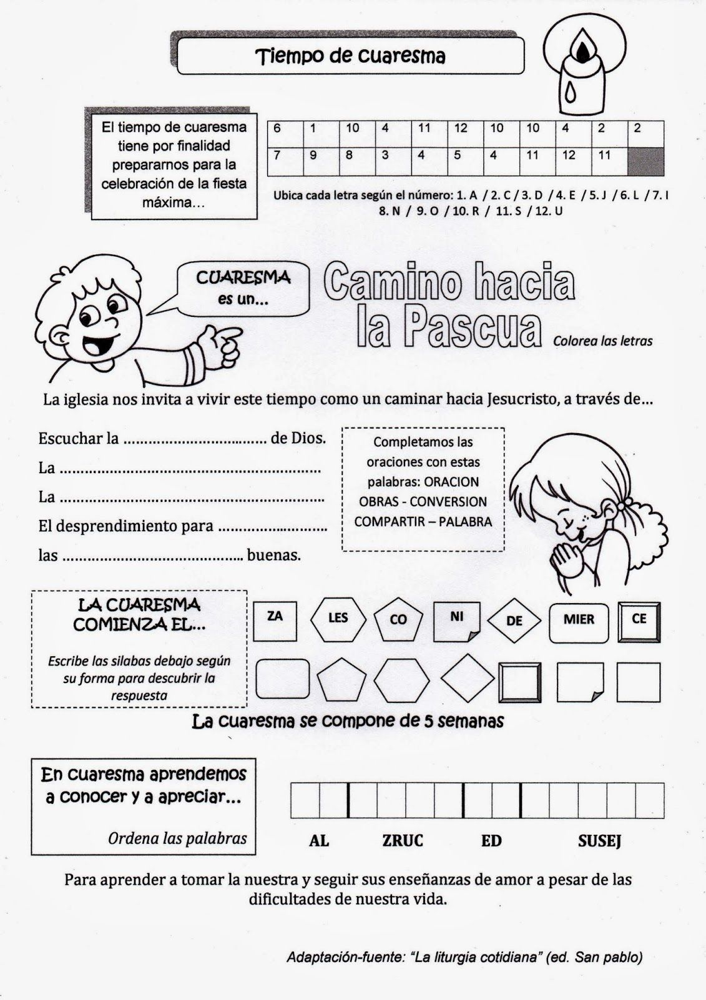 Tiempo de cuaresma
El tiempo de cuaresma
tiene por finalidad
prepararnos para la
celebración de la fiesta
máxima…
6 1 10 4 11 12 10 10 4 2 2
7 9 8 3 4 5 4 11 12 11
Ubica cada letra según el número: 1. A / 2. C / 3. D / 4. E / 5. J / 6. L / 7. I
8. N / 9. O / 10. R / 11. S / 12. U
CUARESMA
es un...
Camino hacia
la Pascua
Colorea las letras
La iglesia nos invita a vivir este tiempo como un caminar hacia Jesucristo, a través de…
Escuchar la ................................... de Dios.
La ................................................................
La ................................................................
El desprendimiento para ...........................
las ............................................ buenas.
Completamos las
oraciones con estas
palabras: ORACION
OBRAS - CONVERSION
COMPARTIR – PALABRA
LA CUARESMA
COMIENZA EL...
Escribe las silabas debajo según
su forma para descubrir la
respuesta
ZA LES CO NI DE MIER CE
La cuaresma se compone de 5 semanas
En cuaresma aprendemos
a conocer y a apreciar...
Ordena las palabras
AL ZRUC ED SUSEJ
Para aprender a tomar la nuestra y seguir sus enseñanzas de amor a pesar de las
dificultades de nuestra vida.
Adaptación-fuente: “La liturgia cotidiana” (ed. San pablo)